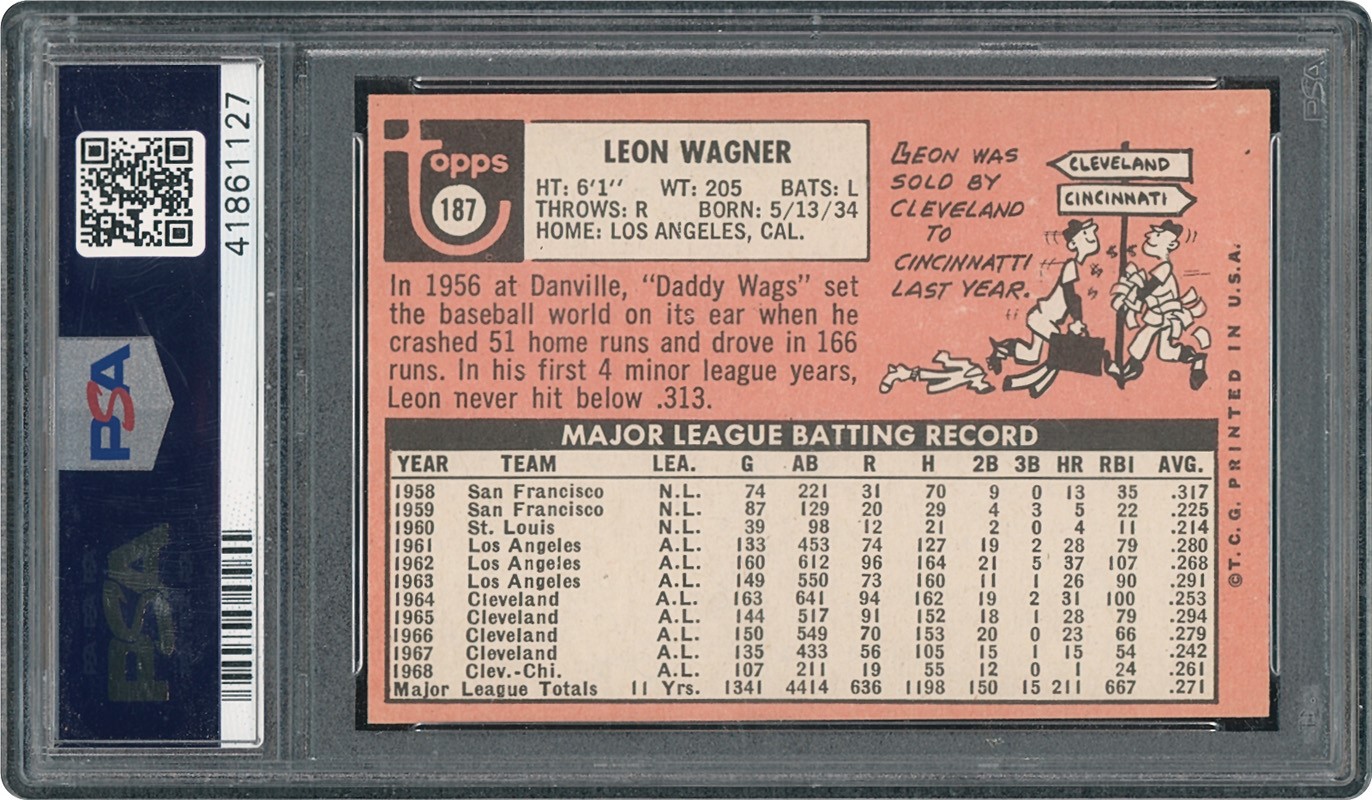 41861127
PSA
PSA
PSA
topps
187
LEON WAGNER
HT: 6'1" WT: 205 BATS: L
THROWS: R BORN: 5/13/34
HOME: LOS ANGELES, CAL.
In 1956 at Danville, "Daddy Wags" set
the baseball world on its ear when he
crashed 51 home runs and drove in 166
runs. In his first 4 minor league years,
Leon never hit below .313.
LEON WAS
SOLD BY
CLEVELAND
TO
CINCINNATTI
LAST YEAR.
CLEVELAND
CINCINNATI
MAJOR LEAGUE BATTING RECORD
YEAR TEAM LEA. G AB R H 2B 3B HR RBI AVG.
1958 San Francisco N.L. 74 221 31 70 9 0 13 35 .317
1959 San Francisco N.L. 87 129 20 29 4 3 5 22 .225
1960 St. Louis N.L. 39 98 12 21 2 0 4 11 .214
1961 Los Angeles A.L. 133 453 74 127 19 2 28 79 .280
1962 Los Angeles A.L. 160 612 96 164 21 5 37 107 .268
1963 Los Angeles A.L. 149 550 73 160 11 1 26 90 .291
1964 Cleveland A.L. 163 641 94 162 19 2 31 100 .253
1965 Cleveland A.L. 144 517 91 152 18 1 28 79 .294
1966 Cleveland A.L. 150 549 70 153 20 0 23 66 .279
1967 Cleveland A.L. 135 433 56 105 15 1 15 54 .242
1968 Clev.-Chi. A.L. 107 211 19 55 12 0 1 24 .261
Major League Totals 11 Yrs. 1341 4414 636 1198 150 15 211 667 .271
©T.C.G. PRINTED IN U.S.A.